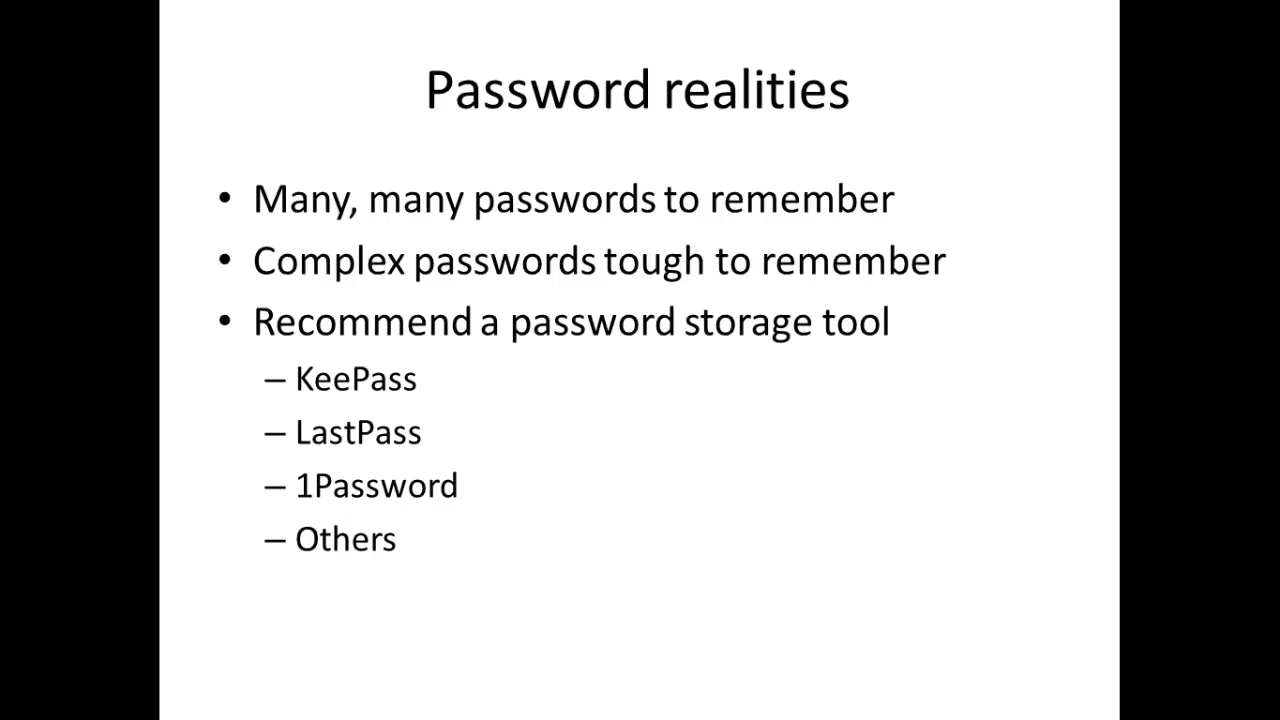 Password realities
• Many, many passwords to remember
• Complex passwords tough to remember
• Recommend a password storage tool
– KeePass
– LastPass
– 1Password
– Others